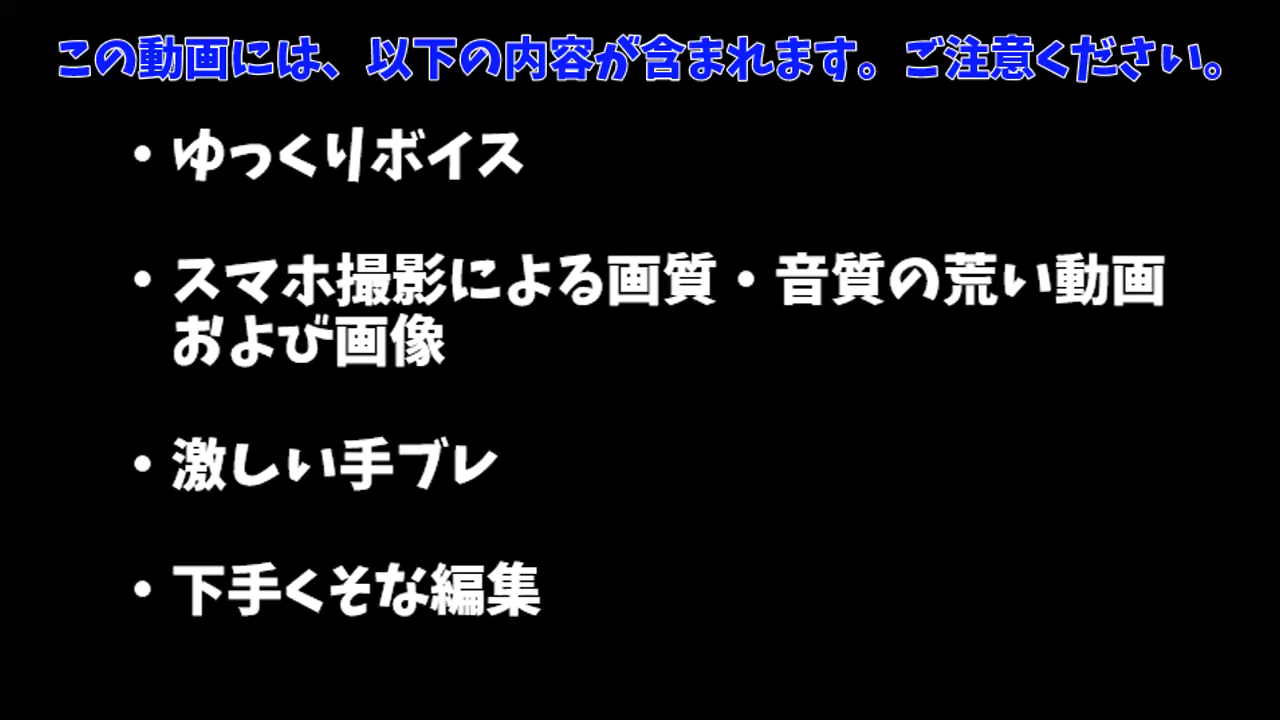 この動画には、以下の内容が含まれます。ご注意ください。
・ゆっくりボイス
・スマホ撮影による画質・音質の荒い動画
および画像
・激しい手ブレ
・下手くそな編集